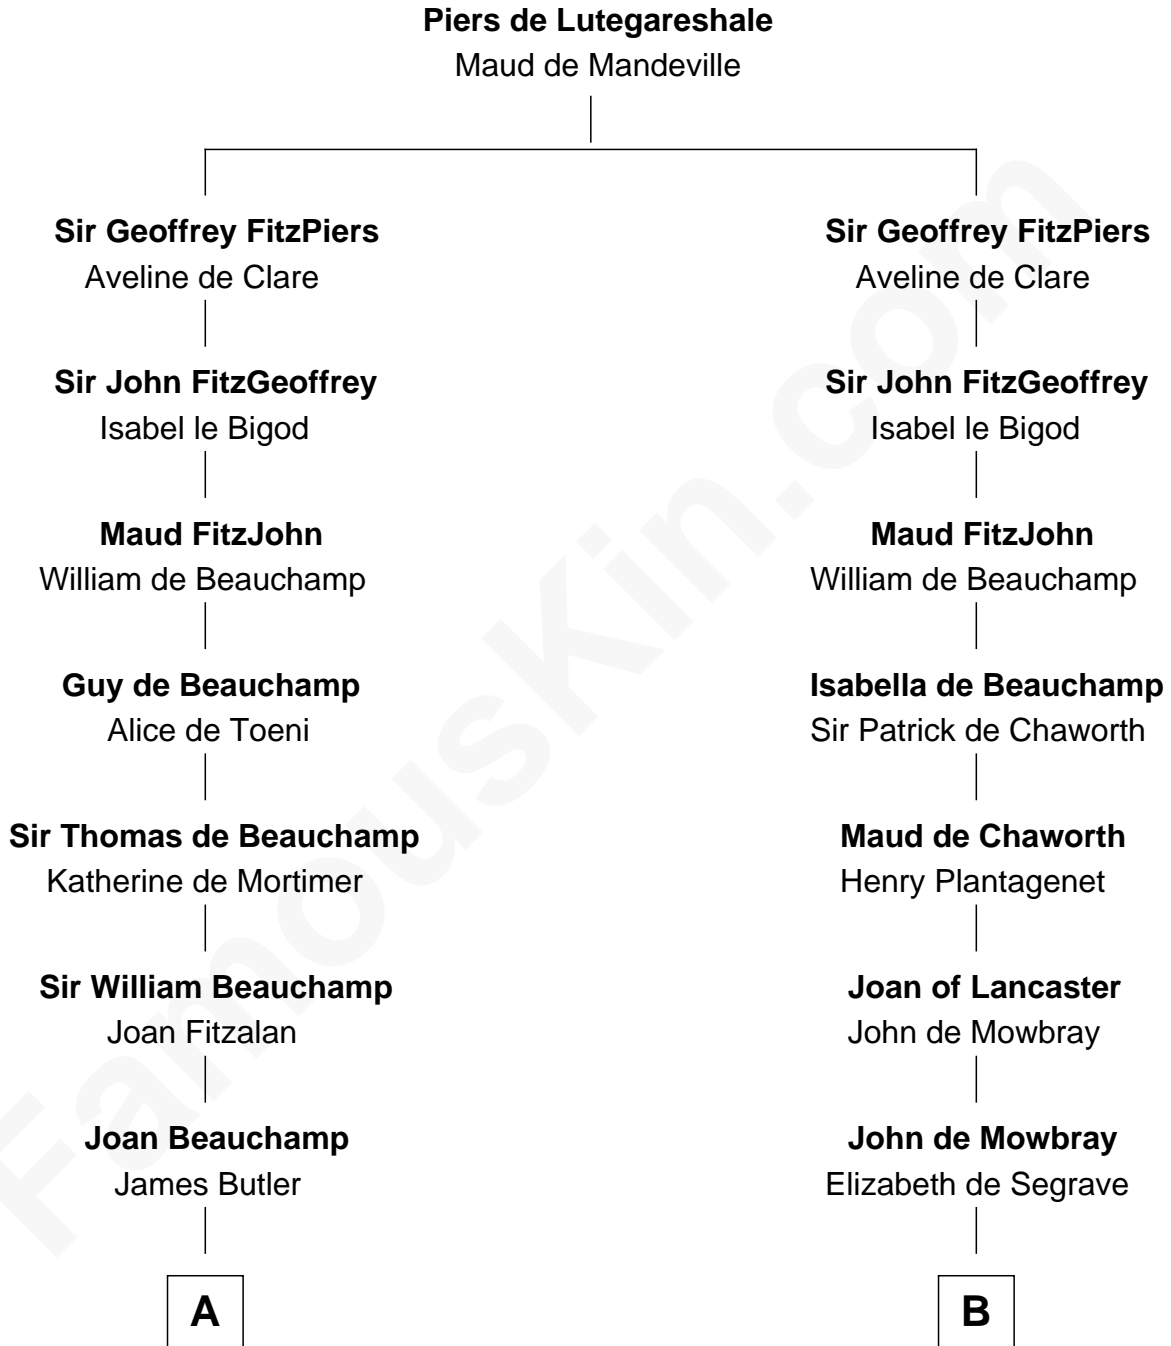 Piers de Lutegareshale
Maud de Mandeville
Sir Geoffrey FitzPiers
Aveline de Clare
Sir John FitzGeoffrey
Isabel le Bigod
Maud FitzJohn
William de Beauchamp
Guy de Beauchamp
Alice de Toeni
Sir Thomas de Beauchamp
Katherine de Mortimer
Sir William Beauchamp
Joan Fitzalan
Joan Beauchamp
James Butler
A
Sir Geoffrey FitzPiers
Aveline de Clare
Sir John FitzGeoffrey
Isabel le Bigod
Maud FitzJohn
William de Beauchamp
Isabella de Beauchamp
Sir Patrick de Chaworth
Maud de Chaworth
Henry Plantagenet
Joan of Lancaster
John de Mowbray
John de Mowbray
Elizabeth de Segrave
B
FamousKin.com